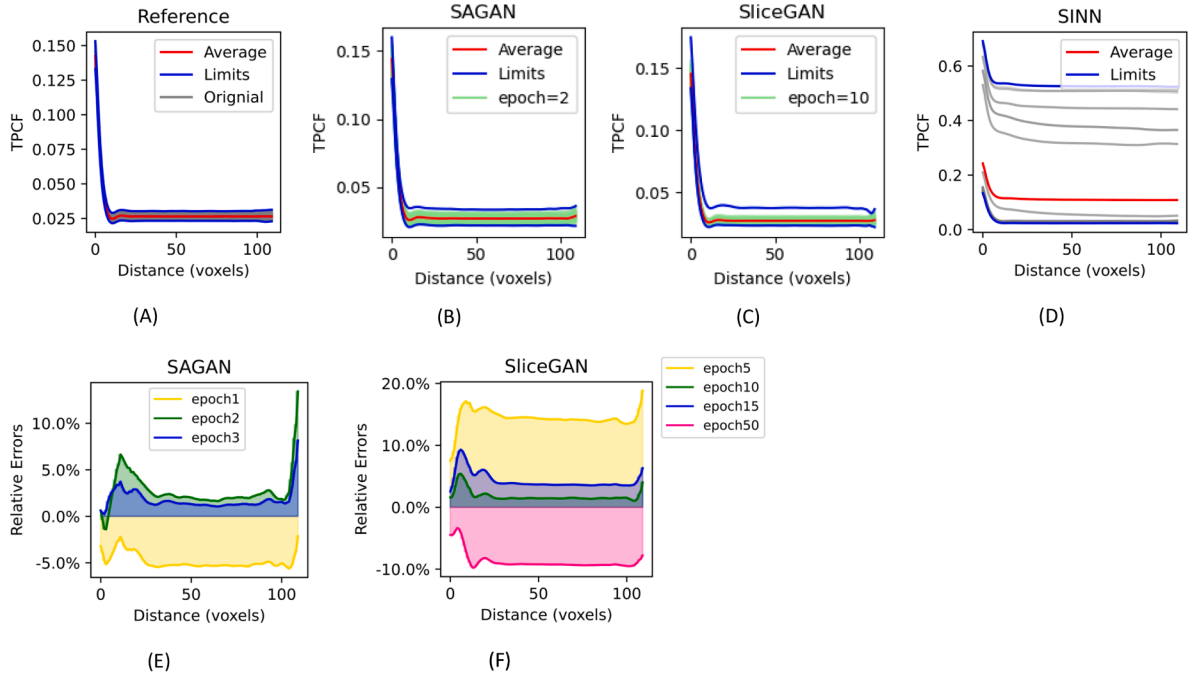 Reference
0.150
0.125
0.100
0.075
0.050
0.025
TPCF
Average
Limits
Orignial
0
50
100
Distance (voxels)
(A)
SAGAN
0.15
0.10
0.05
TPCF
Average
Limits
epoch=2
0
50
100
Distance (voxels)
(B)
SliceGAN
0.15
0.10
0.05
TPCF
Average
Limits
epoch=10
0
50
100
Distance (voxels)
(C)
SINN
0.6
0.4
0.2
0.0
TPCF
Average
Limits
0
50
100
Distance (voxels)
(D)
SAGAN
10.0%
5.0%
0.0%
-5.0%
Relative Errors
epoch1
epoch2
epoch3
0
50
100
Distance (voxels)
(E)
SliceGAN
20.0%
10.0%
0.0%
-10.0%
Relative Errors
epoch5
epoch10
epoch15
epoch50
0
50
100
Distance (voxels)
(F)